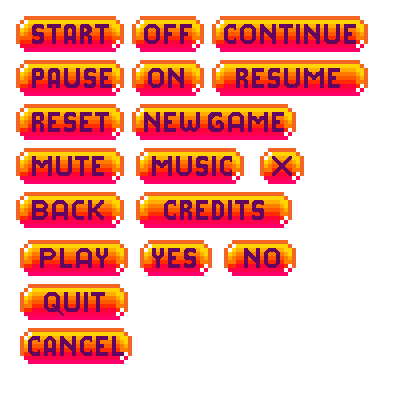 START OFF CONTINUE
PAUSE ON RESUME
RESET NEW GAME
MUTE MUSIC X
BACK CREDITS
PLAY YES NO
QUIT
CANCEL